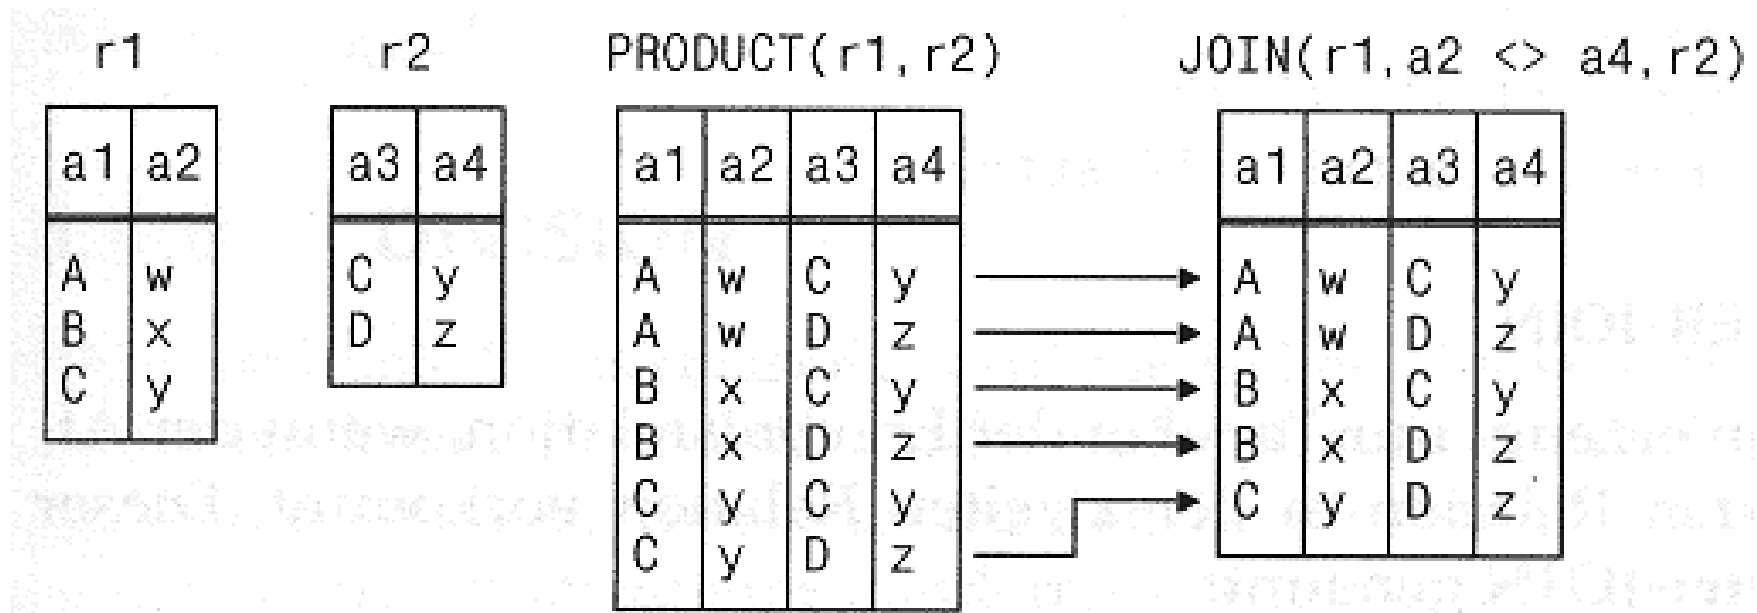 r1 r2 PRODUCT(r1,r2) JOIN(r1,a2 <> a4,r2)
a1 a2 a3 a4 a1 a2 a3 a4 a1 a2 a3 a4
A w C y A w C y A w C y
B x D z A w D z A w D z
C y B x C y B x C y
B x D z B x D z
C y C y C y D z
C y D z